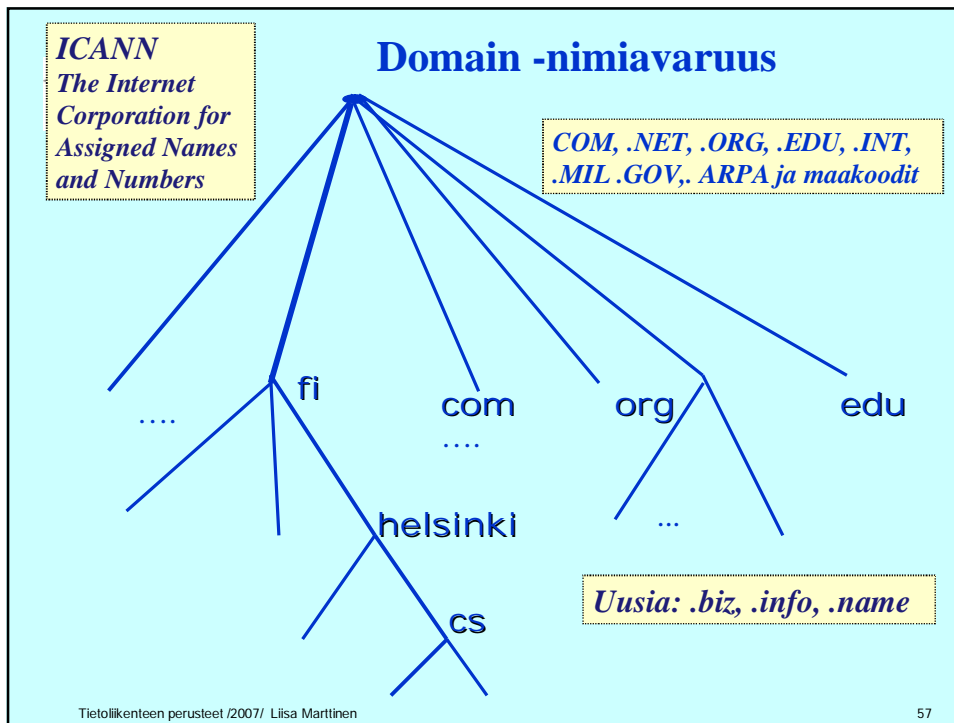 ICANN
The Internet
Corporation for
Assigned Names
and Numbers
Domain -nimiavaruus
COM, .NET, .ORG, .EDU, .INT,
.MIL .GOV,. ARPA ja maakoodit
fi
com
org
edu
....
....
helsinki
...
Uusia: .biz, .info, .name
cs
Tietoliikenteen perusteet /2007/ Liisa Marttinen
57